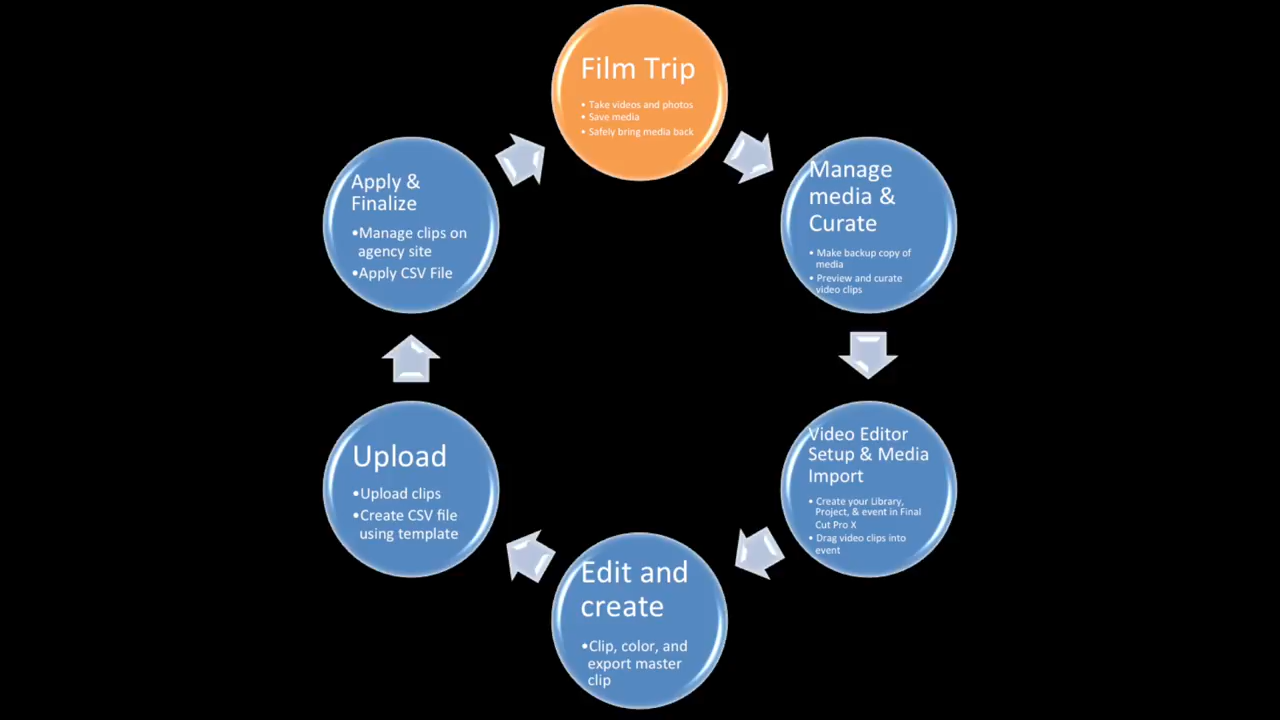 Film Trip
• Take videos and photos
• Save media
• Safely bring media back
Manage
media &
Curate
• Make backup copy of
media
• Preview and curate
video clips
Video Editor
Setup & Media
Import
• Create your Library,
Project, & event in Final
Cut Pro X
• Drag video clips into
event
Edit and
create
•Clip, color, and
export master
clip
Upload
•Upload clips
•Create CSV file
using template
Apply &
Finalize
•Manage clips on
agency site
•Apply CSV File